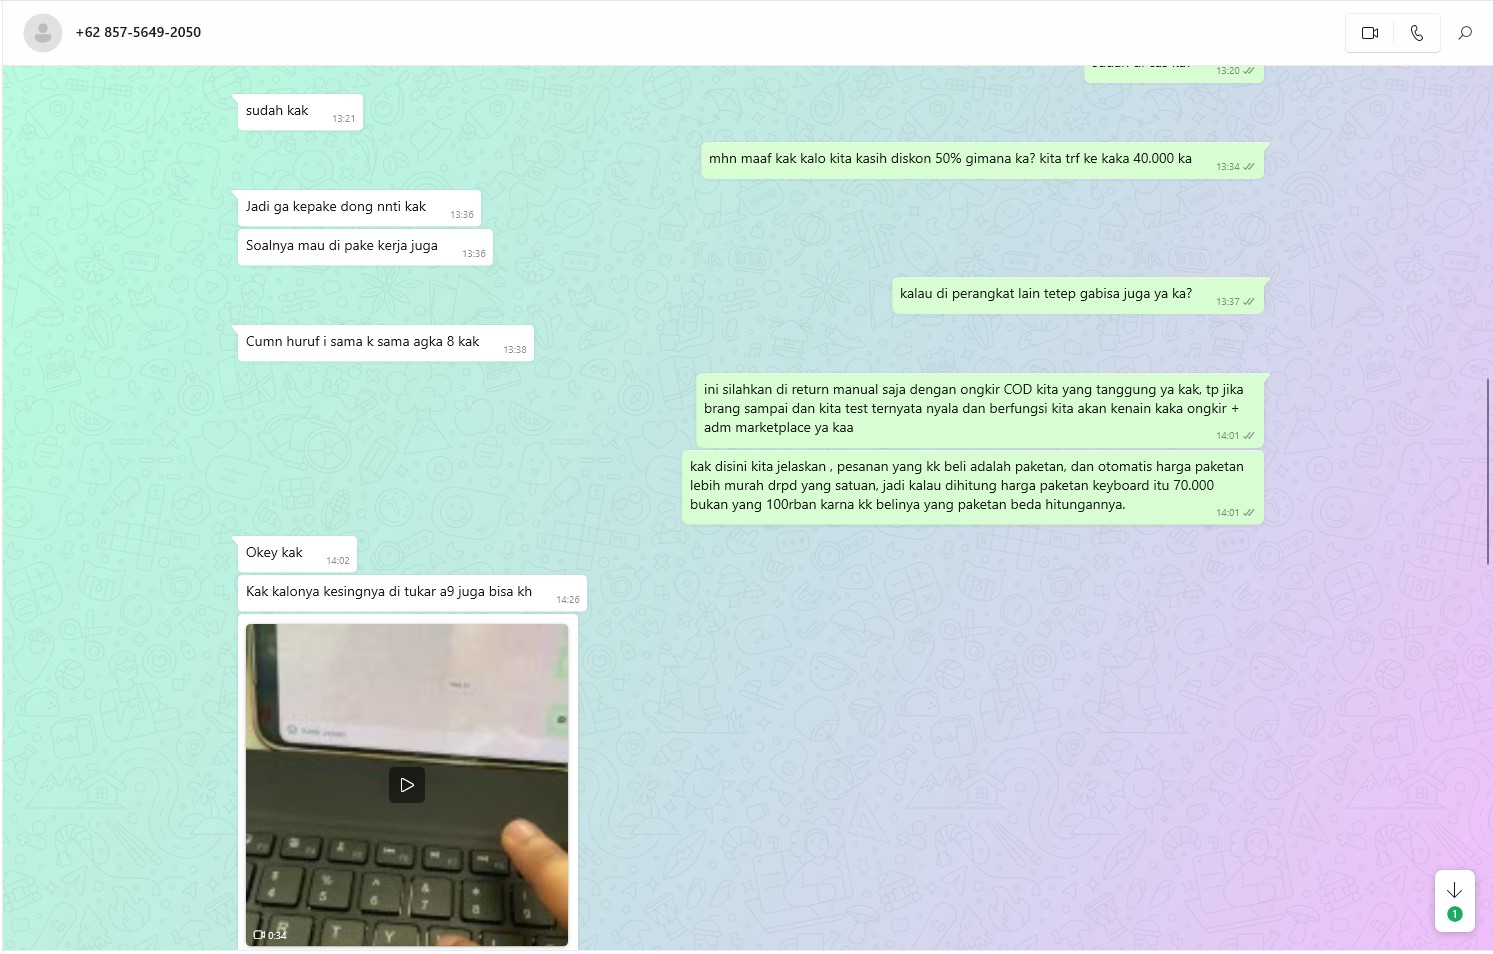 +62 857-5649-2050
13:20
sudah kak
13:21
mhn maaf kak kalo kita kasih diskon 50% gimana ka? kita trf ke kaka 40.000 ka
13:34
Jadi ga kepake dong nnti kak
13:36
Soalnya mau di pake kerja juga
13:36
kalau di perangkat lain tetep gabisa juga ya ka?
13:37
Cumn huruf i sama k sama agka 8 kak
13:38
ini silahkan di return manual saja dengan ongkir COD kita yang tanggung ya kak, tp jika
brang sampai dan kita test ternyata nyala dan berfungsi kita akan kenain kaka ongkir +
adm marketplace ya kaa
14:01
kak disini kita jelaskan , pesanan yang kk beli adalah paketan, dan otomatis harga paketan
lebih murah drpd yang satuan, jadi kalau dihitung harga paketan keyboard itu 70.000
bukan yang 100rban karna kk belinya yang paketan beda hitungannya.
14:01
Okey kak
14:02
Kak kalonya kesingnya di tukar a9 juga bisa kh
14:26
$ % ^ & *
4 5 6 7 8 9
R T Y
0:34
1